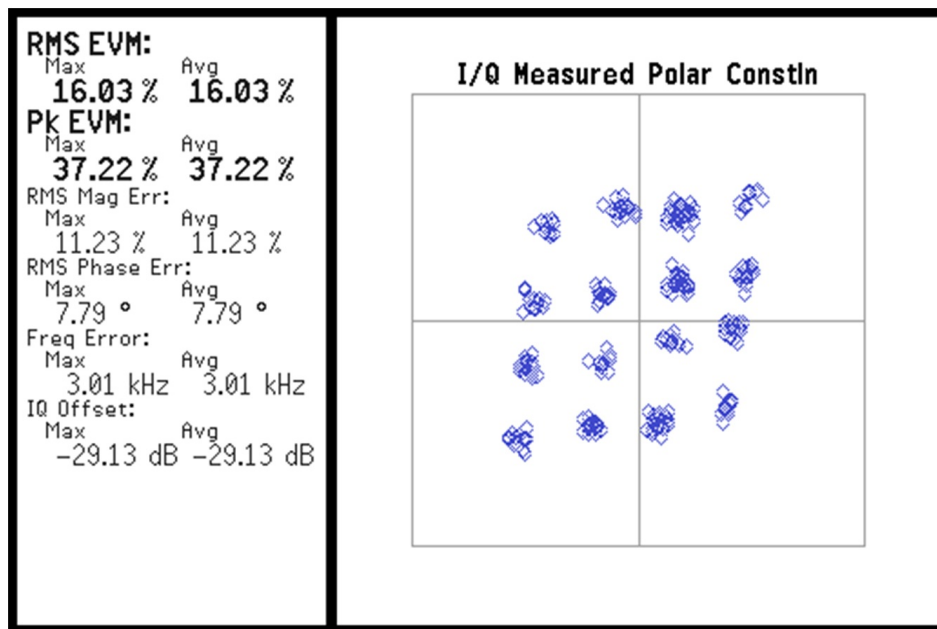 RMS EVM:
Max Avg
16.03 % 16.03 %
Pk EVM:
Max Avg
37.22 % 37.22 %
RMS Mag Err:
Max Avg
11.23 % 11.23 %
RMS Phase Err:
Max Avg
7.79 ° 7.79 °
Freq Error:
Max Avg
3.01 kHz 3.01 kHz
IQ Offset:
Max Avg
-29.13 dB -29.13 dB
I/Q Measured Polar Constln